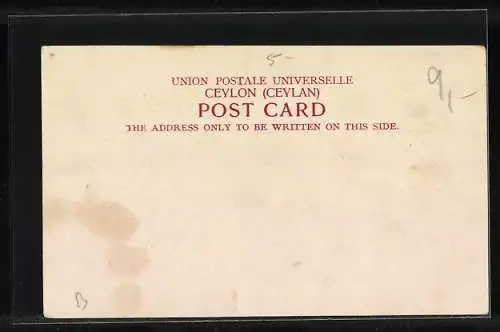 5-
UNION POSTALE UNIVERSELLE
CEYLON (CEYLAN)
POST CARD
THE ADDRESS ONLY TO BE WRITTEN ON THIS SIDE.
9,-
B